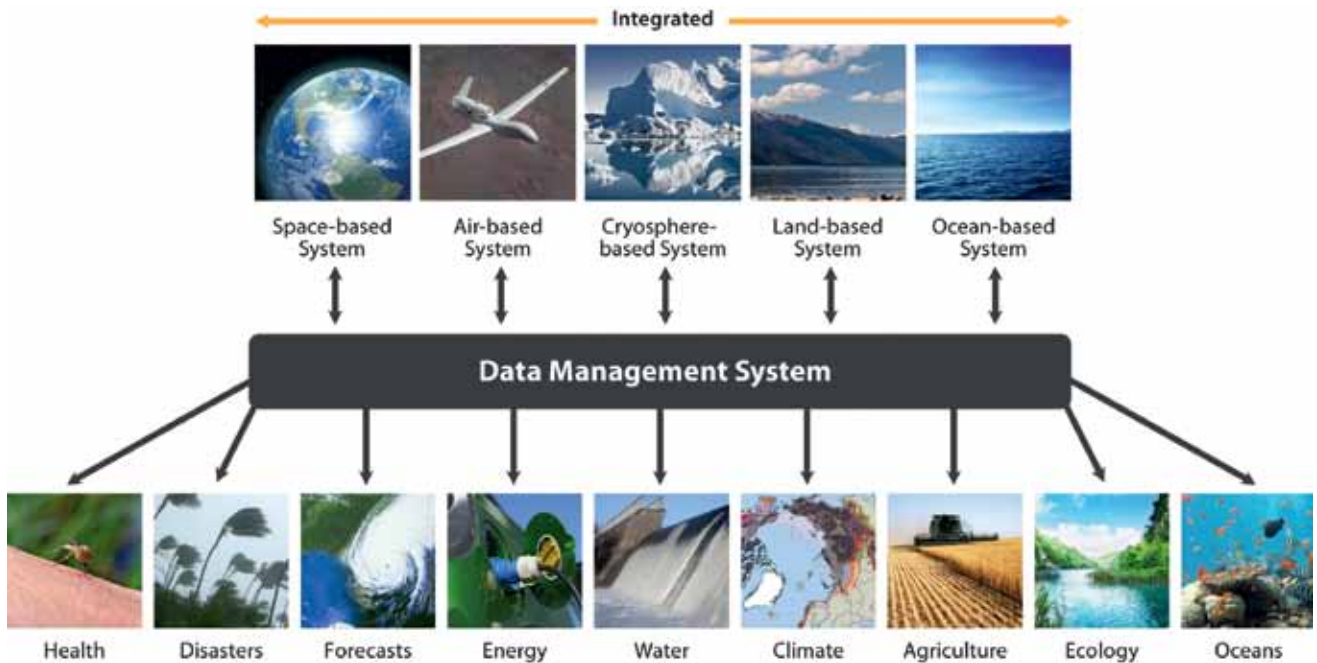 Integrated
Space-based
System
Air-based
System
Cryosphere-
based System
Land-based
System
Ocean-based
System
Data Management System
Health
Disasters
Forecasts
Energy
Water
Climate
Agriculture
Ecology
Oceans